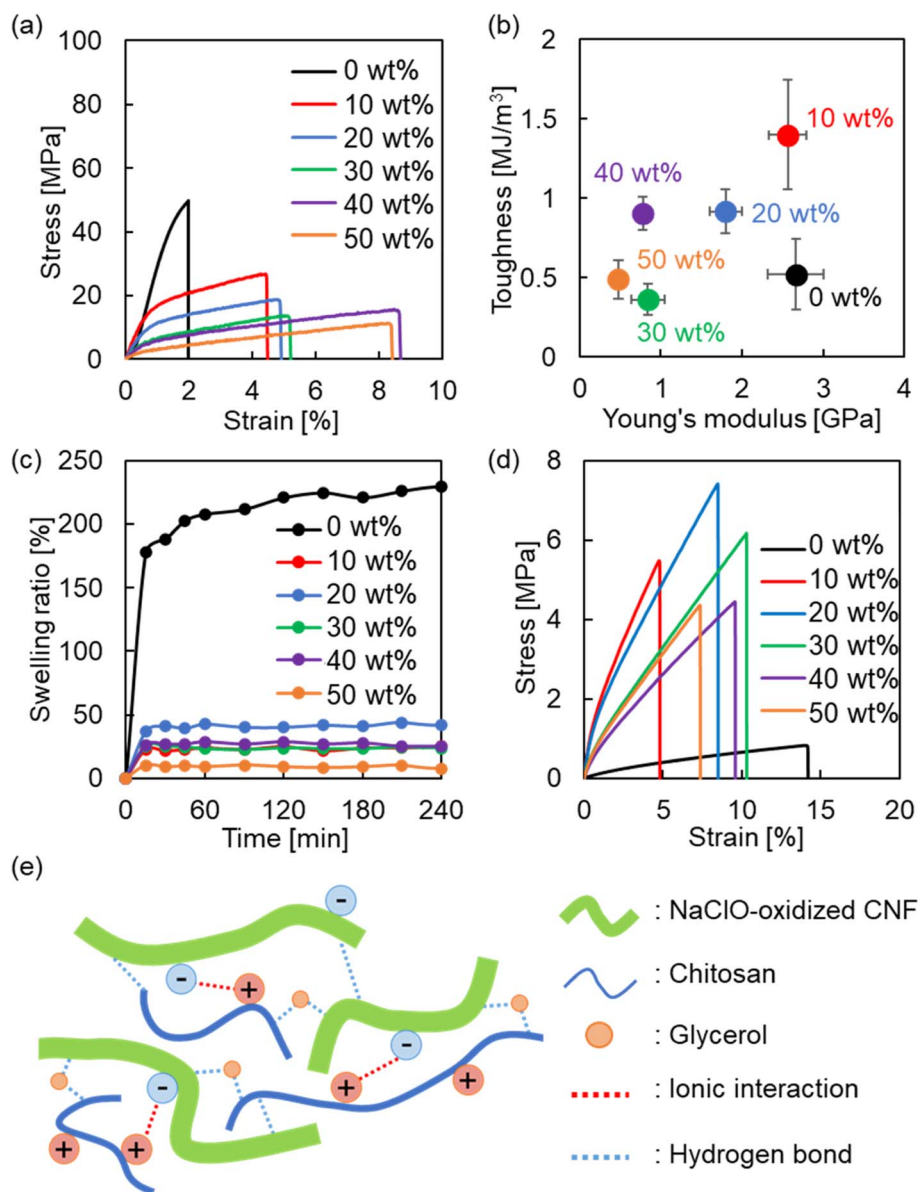 (a)
100
80
60
40
20
0
Stress [MPa]
0 2 4 6 8 10
Strain [%]
0 wt%
10 wt%
20 wt%
30 wt%
40 wt%
50 wt%
(b)
2
1.5
1
0.5
0
Toughness [MJ/m³]
0 1 2 3 4
Young's modulus [GPa]
10 wt%
40 wt%
20 wt%
50 wt%
0 wt%
30 wt%
(c)
250
200
150
100
50
0
Swelling ratio [%]
0 60 120 180 240
Time [min]
0 wt%
10 wt%
20 wt%
30 wt%
40 wt%
50 wt%
(d)
8
6
4
2
0
Stress [MPa]
0 5 10 15 20
Strain [%]
0 wt%
10 wt%
20 wt%
30 wt%
40 wt%
50 wt%
(e)
-
- +
-
+ +
-
+ +
: NaClO-oxidized CNF
: Chitosan
: Glycerol
: Ionic interaction
: Hydrogen bond